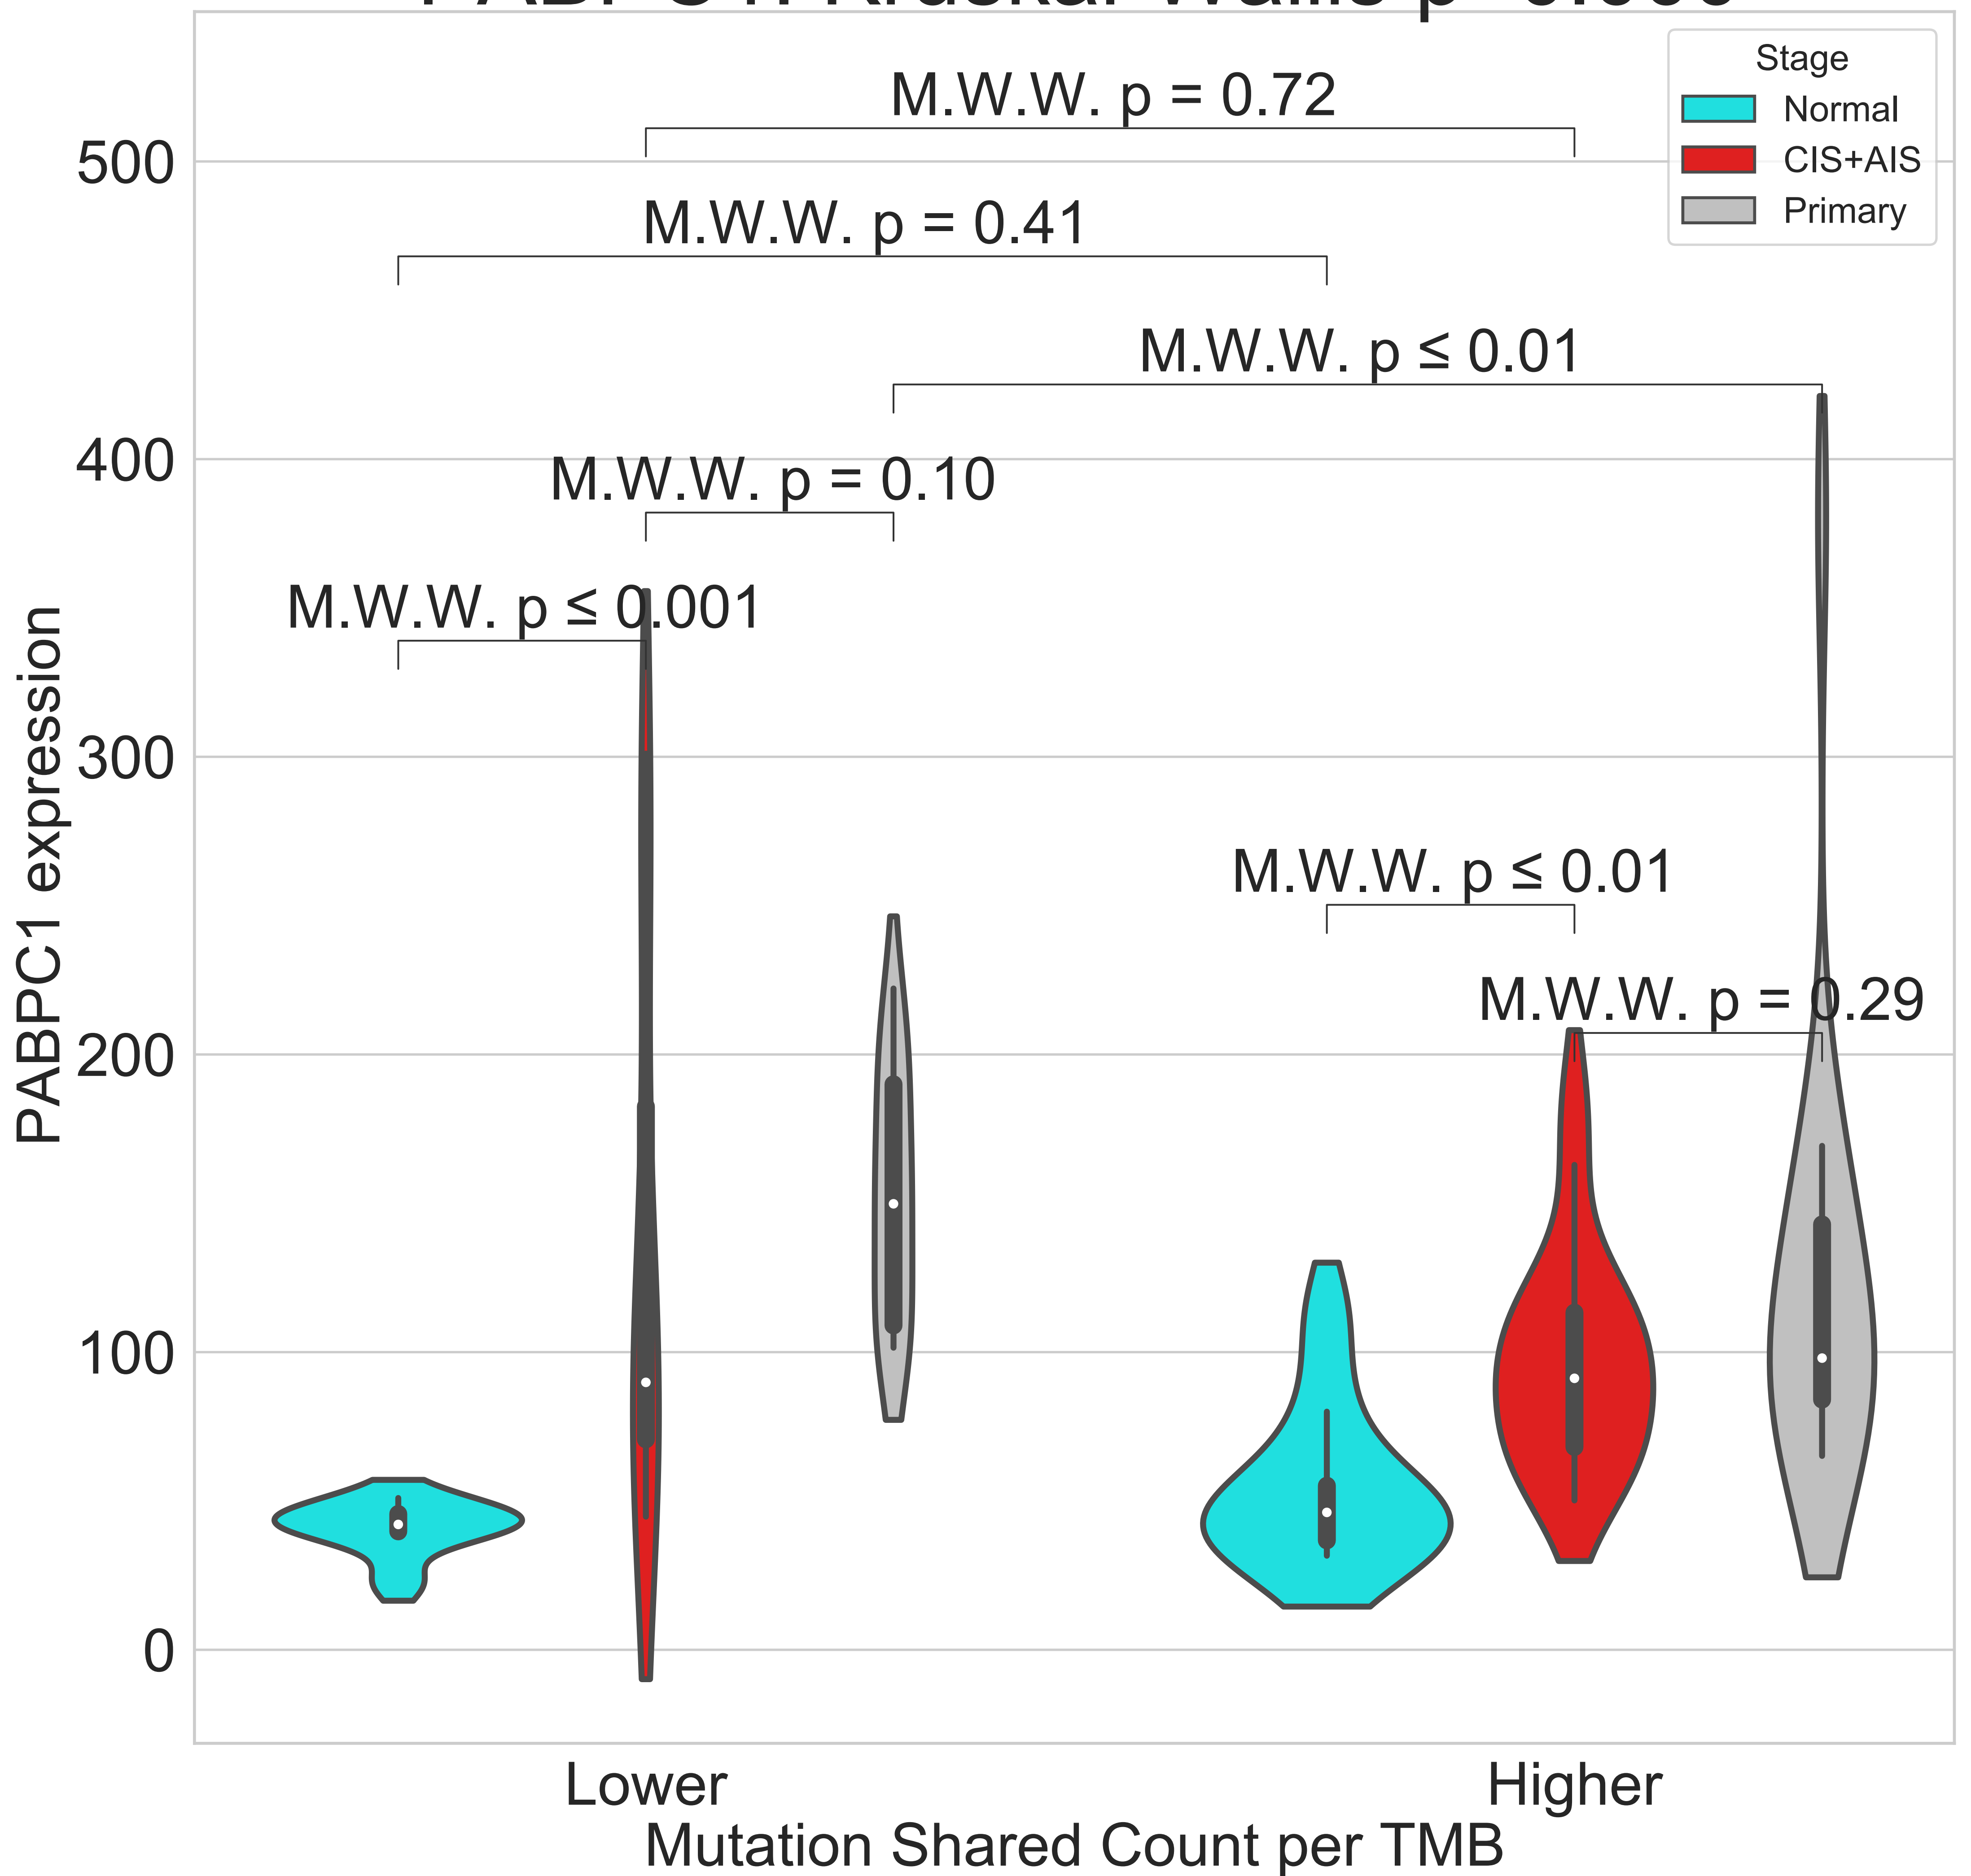 Stage
Normal
CIS+AIS
Primary
M.W.W. p = 0.72
M.W.W. p = 0.41
M.W.W. p ≤ 0.01
M.W.W. p = 0.10
M.W.W. p ≤ 0.001
M.W.W. p ≤ 0.01
M.W.W. p = 0.29
500
400
300
200
100
0
PABPC1 expression
Lower
Higher
Mutation Shared Count per TMB